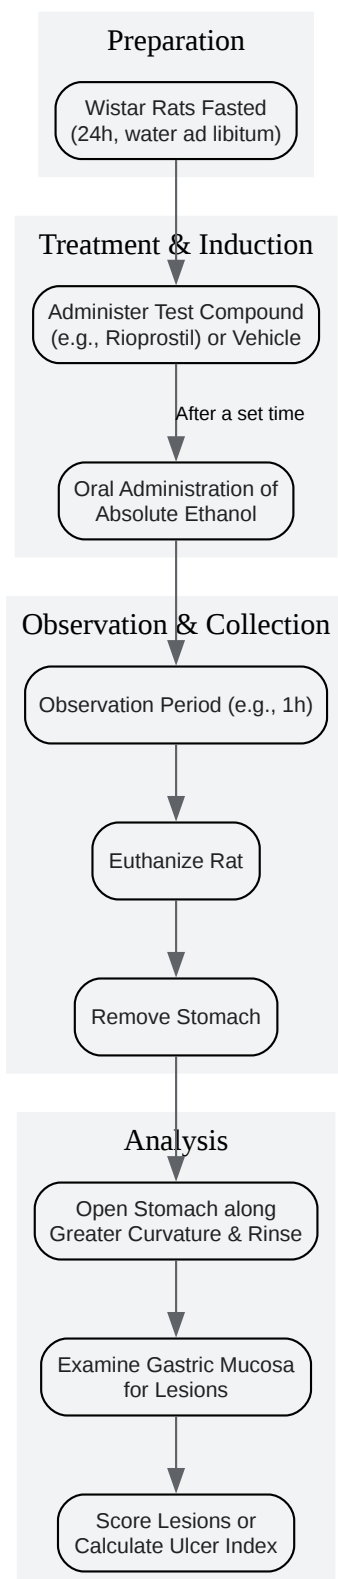 Preparation
Wistar Rats Fasted
(24h, water ad libitum)
Treatment & Induction
Administer Test Compound
(e.g., Rioprostil) or Vehicle
After a set time
Oral Administration of
Absolute Ethanol
Observation & Collection
Observation Period (e.g., 1h)
Euthanize Rat
Remove Stomach
Analysis
Open Stomach along
Greater Curvature & Rinse
Examine Gastric Mucosa
for Lesions
Score Lesions or
Calculate Ulcer Index